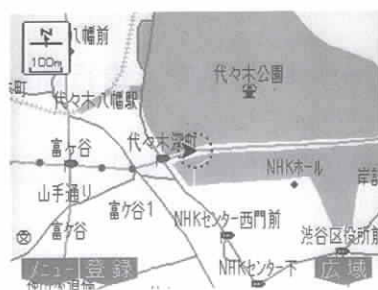 八幡前
100m
代々木公園
代々木八幡駅
代々木深町
富ヶ谷
NHKホール
山手通り
富ヶ谷1
NHKセンター西門前
富ヶ谷
渋谷区役所前
メニュー
登録
NHKセンター下
広域